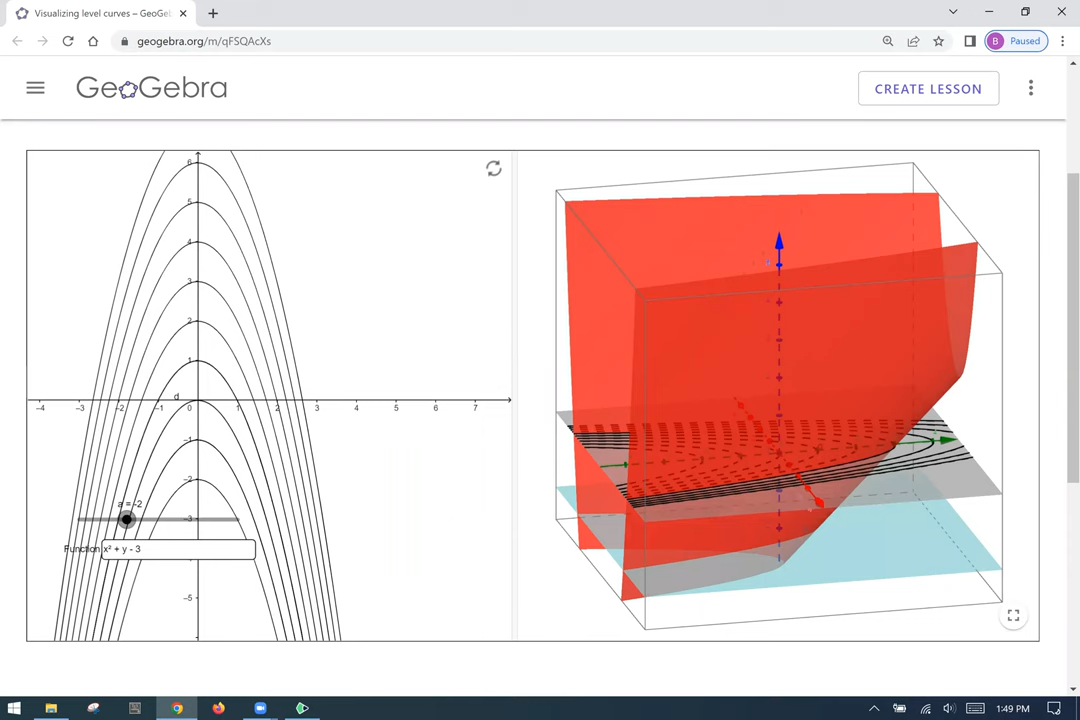 Visualizing level curves – GeoGe
geogebra.org/m/qFSQAcXs
B
Paused
GeoGebra
CREATE LESSON
6
5
4
3
2
1
d
−4 −3 −2 −1 0 1 2 3 4 5 6 7
−1
−2
a = -2
−3
Function x² + y - 3
−5
1:49 PM